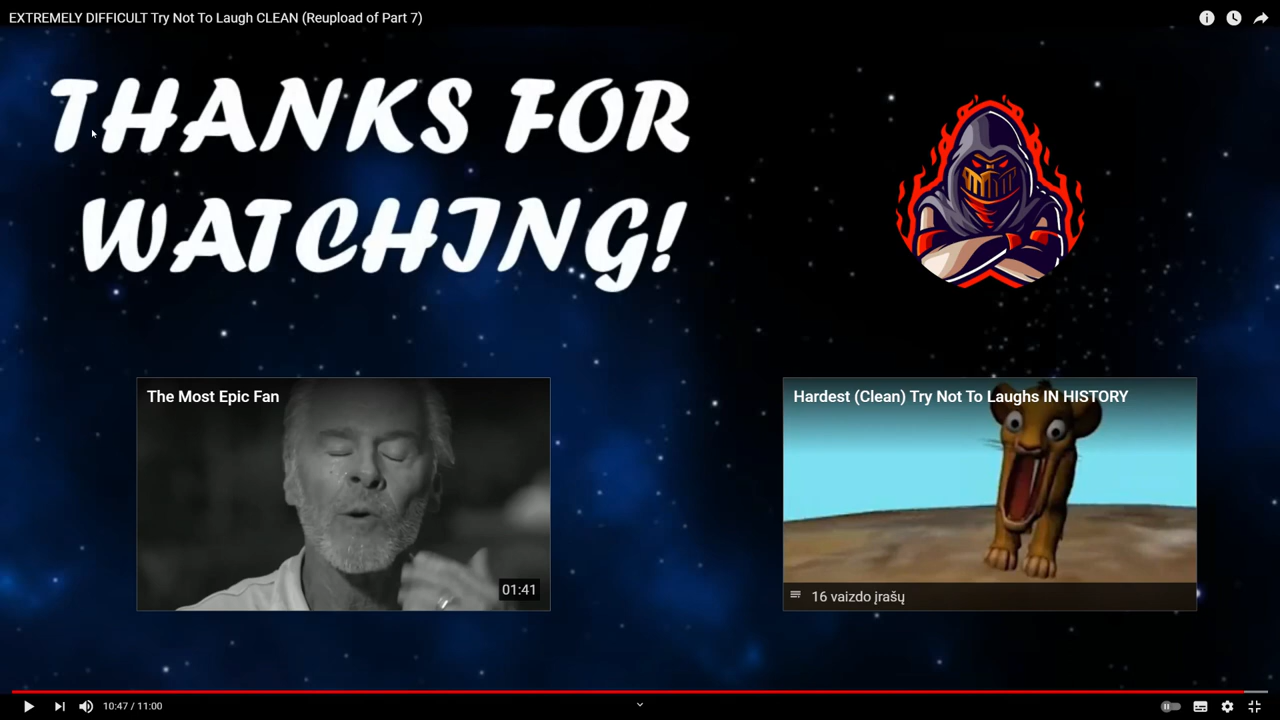 EXTREMELY DIFFICULT Try Not To Laugh CLEAN (Reupload of Part 7)
THANKS FOR
WATCHING!
The Most Epic Fan
01:41
Hardest (Clean) Try Not To Laughs IN HISTORY
16 vaizdo įrašų
10:47 / 11:00